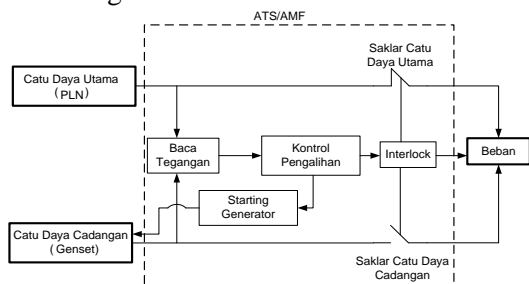 ATS/AMF
Catu Daya Utama
(PLN)
Saklar Catu
Daya Utama
Baca
Tegangan
Kontrol
Pengalihan
Interlock
Beban
Starting
Generator
Catu Daya Cadangan
(Genset)
Saklar Catu Daya
Cadangan